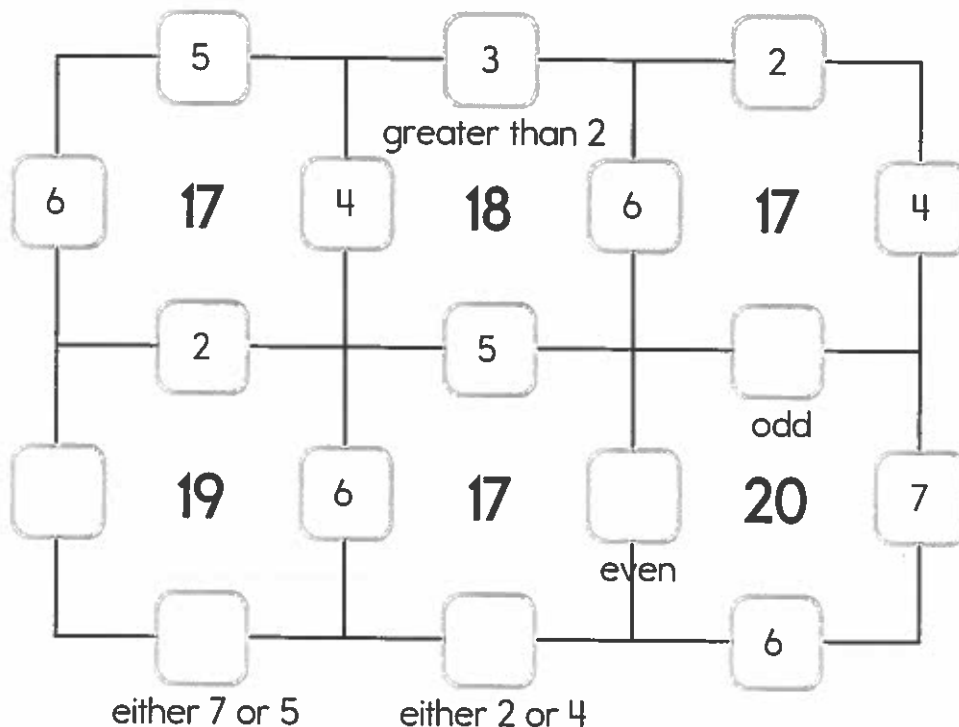 5 3 2
greater than 2
6 17 4 18 6 17 4
2 5
odd
19 6 17 20 7
even
6
either 7 or 5 either 2 or 4